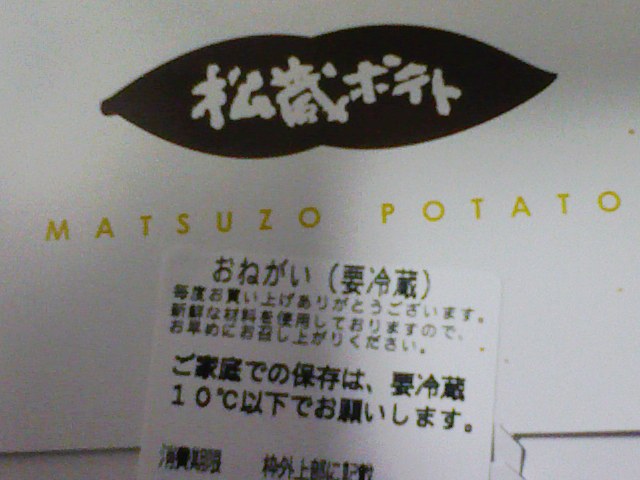 松蔵ポテト
MATSUZO POTATO
おねがい（要冷蔵）
毎度お買い上げありがとうございます。
新鮮な材料を使用しておりますので、
お早めにお召し上がりください。
ご家庭での保存は、要冷蔵
10℃以下でお願いします。
消費期限 枠外上部に記載